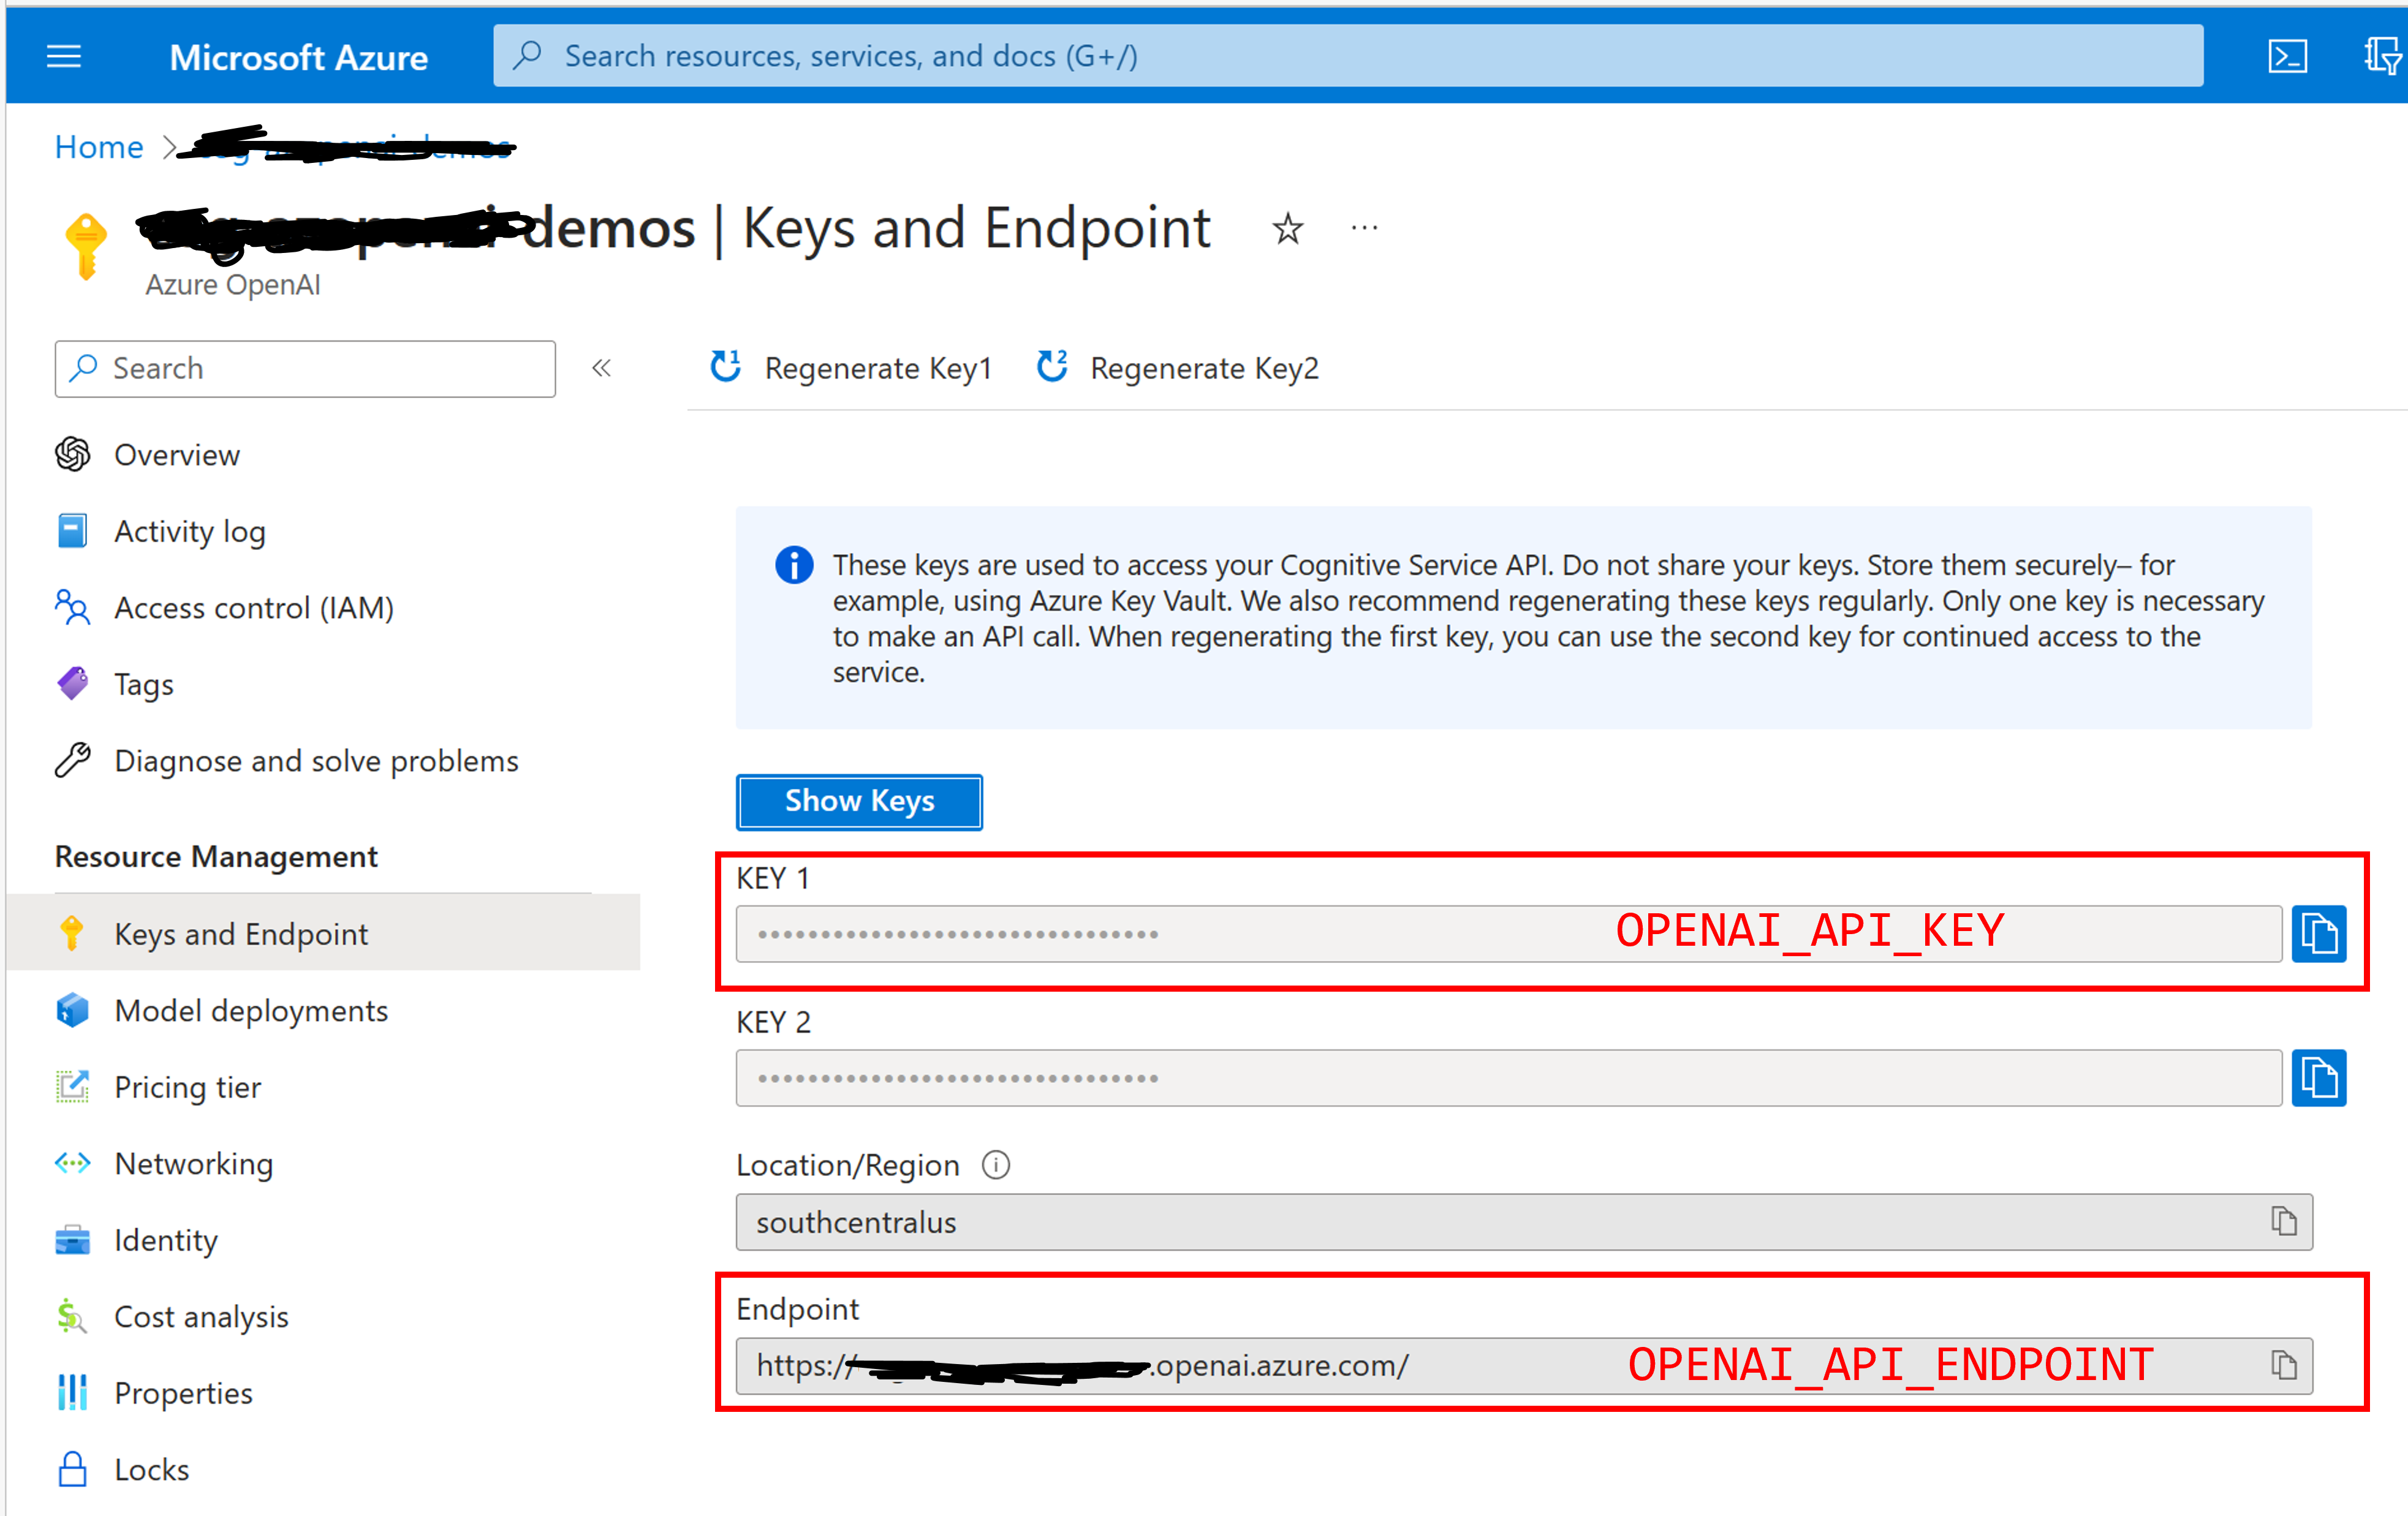 Microsoft Azure
Search resources, services, and docs (G+/)
Home
demos | Keys and Endpoint
Azure OpenAI
Search
Regenerate Key1
Regenerate Key2
Overview
Activity log
Access control (IAM)
Tags
Diagnose and solve problems
Resource Management
Keys and Endpoint
Model deployments
Pricing tier
Networking
Identity
Cost analysis
Properties
Locks
These keys are used to access your Cognitive Service API. Do not share your keys. Store them securely– for
example, using Azure Key Vault. We also recommend regenerating these keys regularly. Only one key is necessary
to make an API call. When regenerating the first key, you can use the second key for continued access to the
service.
Show Keys
KEY 1
•••••••••••••••••••••••••••••••• OPENAI_API_KEY
KEY 2
••••••••••••••••••••••••••••••••
Location/Region
southcentralus
Endpoint
https:// .openai.azure.com/ OPENAI_API_ENDPOINT